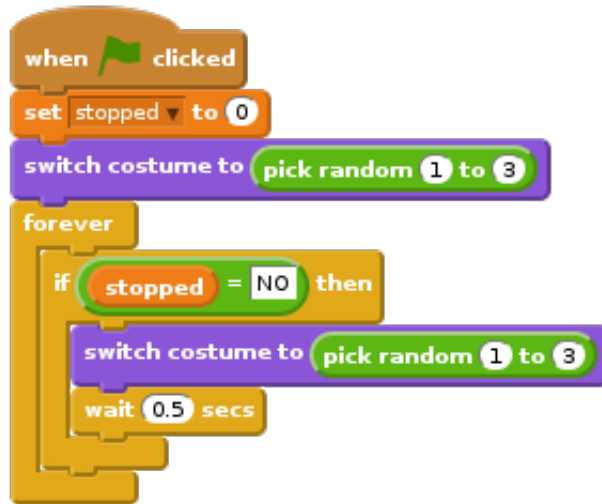 when clicked
set stopped to 0
switch costume to pick random 1 to 3
forever
if stopped = NO then
switch costume to pick random 1 to 3
wait 0.5 secs